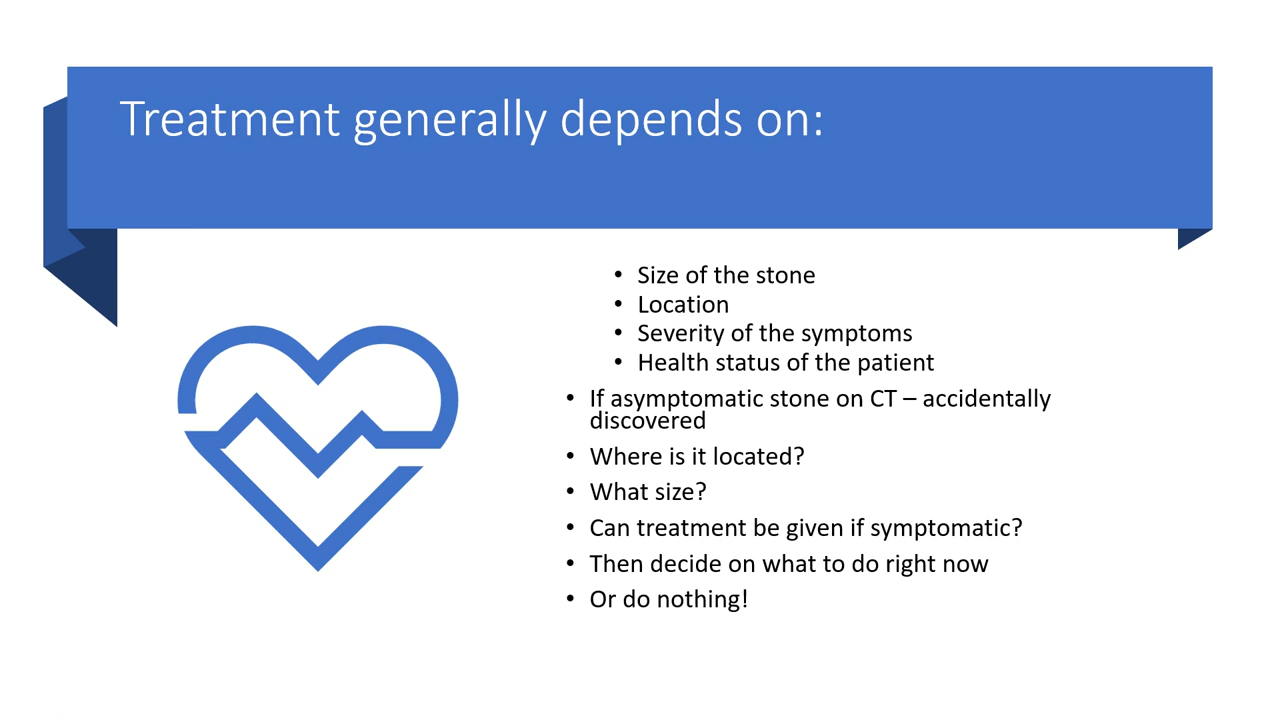 Treatment generally depends on:
• Size of the stone
• Location
• Severity of the symptoms
• Health status of the patient
• If asymptomatic stone on CT – accidentally
discovered
• Where is it located?
• What size?
• Can treatment be given if symptomatic?
• Then decide on what to do right now
• Or do nothing!